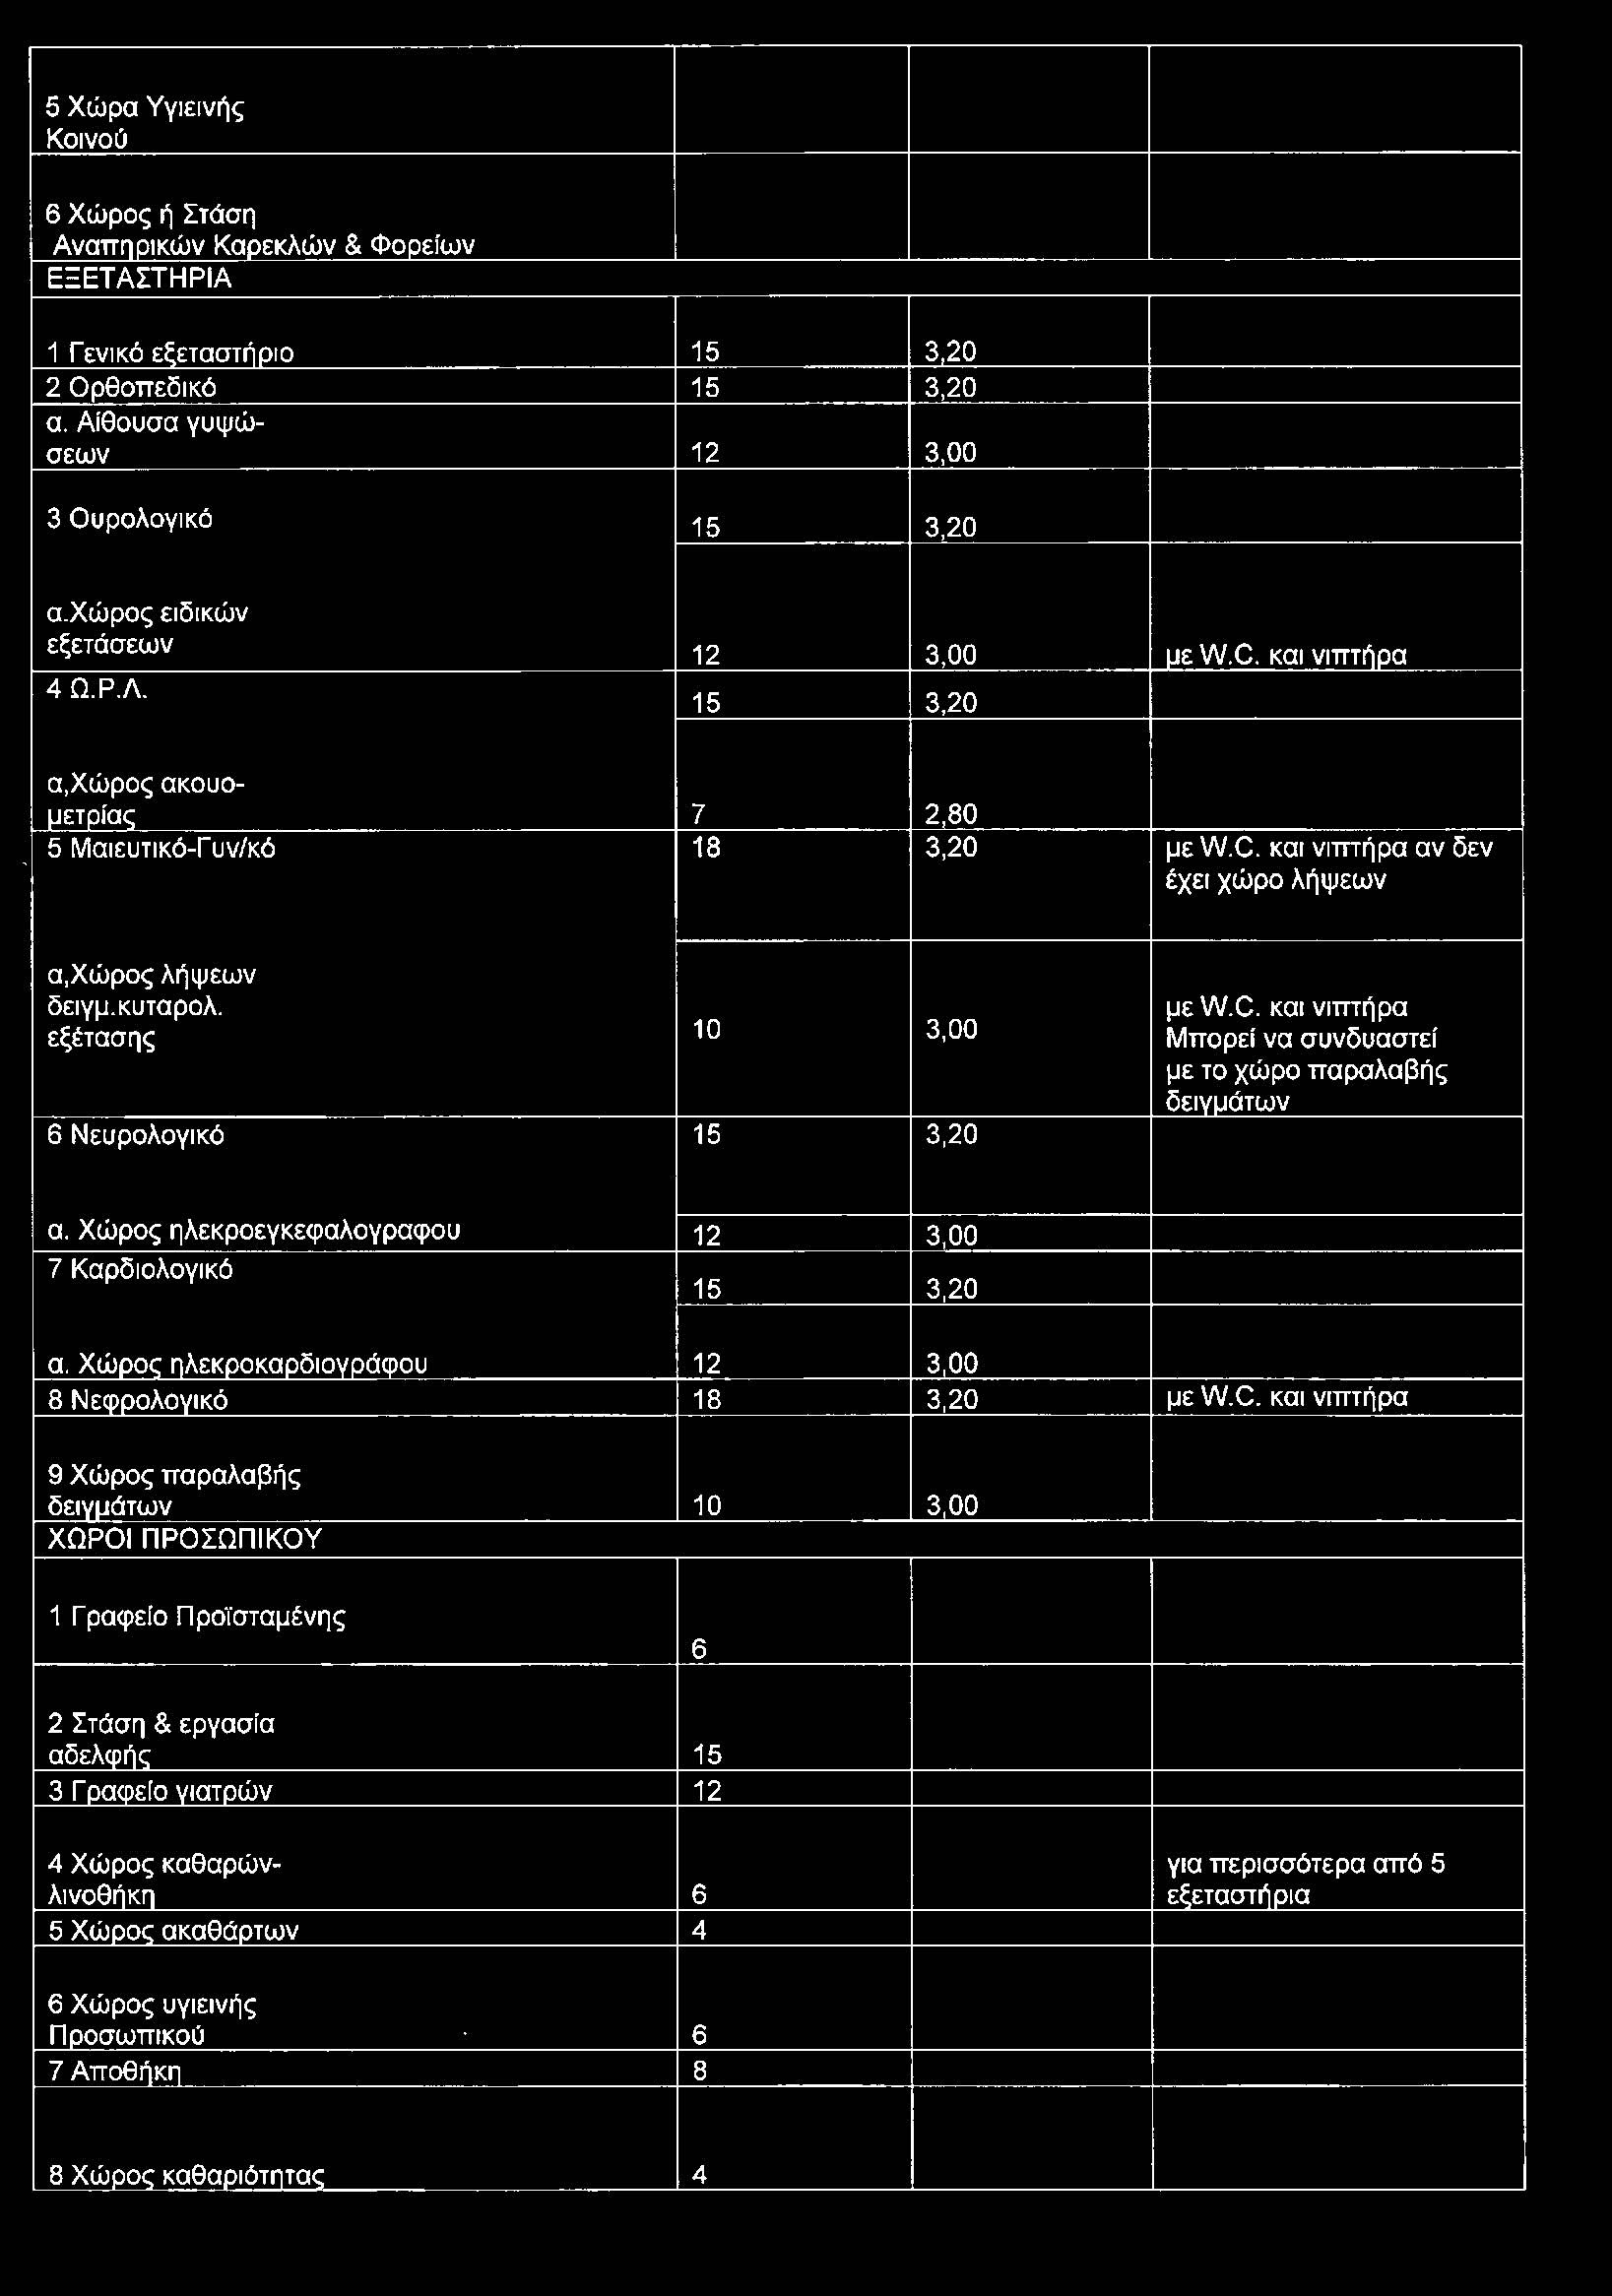 5 Χώρα Υγιεινής
Κοινού
6 Χώρος ή Στάση
Αναπηρικών Καρεκλών & Φορείων
ΕΞΕΤΑΣΤΗΡΙΑ
1 Γενικό εξεταστήριο 15 3,20
2 Ορθοπεδικό 15 3,20
α. Αίθουσα γυψώ-
σεων 12 3,00
3 Ουρολογικό 15 3,20
α.Χώρος ειδικών
εξετάσεων 12 3,00 με W.C. και νιπτήρα
4 Ω.Ρ.Λ. 15 3,20
α,Χώρος ακουο-
μετρίας 7 2,80
5 Μαιευτικό-Γυν/κό 18 3,20 με W.C. και νιπτήρα αν δεν
έχει χώρο λήψεων
α,Χώρος λήψεων
δειγμ.κυταρολ. με W.C. και νιπτήρα
εξέτασης 10 3,00 Μπορεί να συνδυαστεί
με το χώρο παραλαβής
δειγμάτων
6 Νευρολογικό 15 3,20
α. Χώρος ηλεκροεγκεφαλογραφου 12 3,00
7 Καρδιολογικό 15 3,20
α. Χώρος ηλεκροκαρδιογράφου 12 3,00
8 Νεφρολογικό 18 3,20 με W.C. και νιπτήρα
9 Χώρος παραλαβής
δειγμάτων 10 3,00
ΧΩΡΟΙ ΠΡΟΣΩΠΙΚΟΥ
1 Γραφείο Προϊσταμένης
6
2 Στάση & εργασία
αδελφής 15
3 Γραφείο γιατρών 12
4 Χώρος καθαρών- για περισσότερα από 5
λινοθήκη 6 εξεταστήρια
5 Χώρος ακαθάρτων 4
6 Χώρος υγιεινής
Προσωπικού 6
7 Αποθήκη 8
8 Χώρος καθαριότητας 4